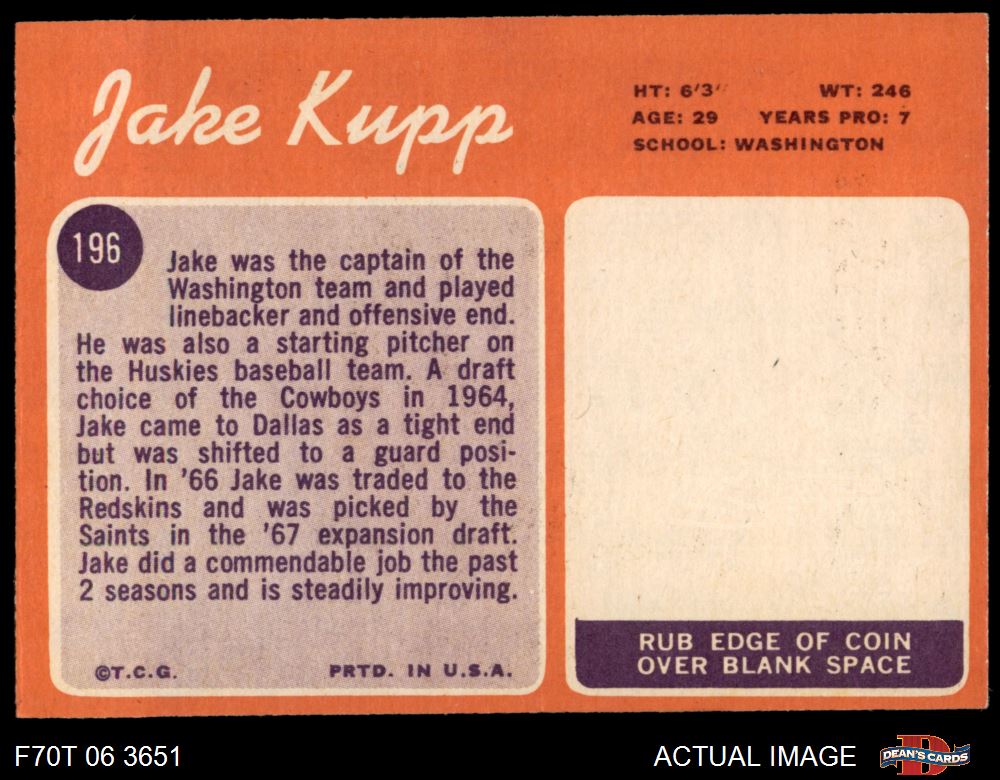 Jake Kupp
HT: 6'3" WT: 246
AGE: 29 YEARS PRO: 7
SCHOOL: WASHINGTON
196
Jake was the captain of the
Washington team and played
linebacker and offensive end.
He was also a starting pitcher on
the Huskies baseball team. A draft
choice of the Cowboys in 1964,
Jake came to Dallas as a tight end
but was shifted to a guard posi-
tion. In '66 Jake was traded to the
Redskins and was picked by the
Saints in the '67 expansion draft.
Jake did a commendable job the past
2 seasons and is steadily improving.
©T.C.G. PRTD. IN U.S.A.
RUB EDGE OF COIN
OVER BLANK SPACE
F70T 06 3651
ACTUAL IMAGE
DEAN'S CARDS